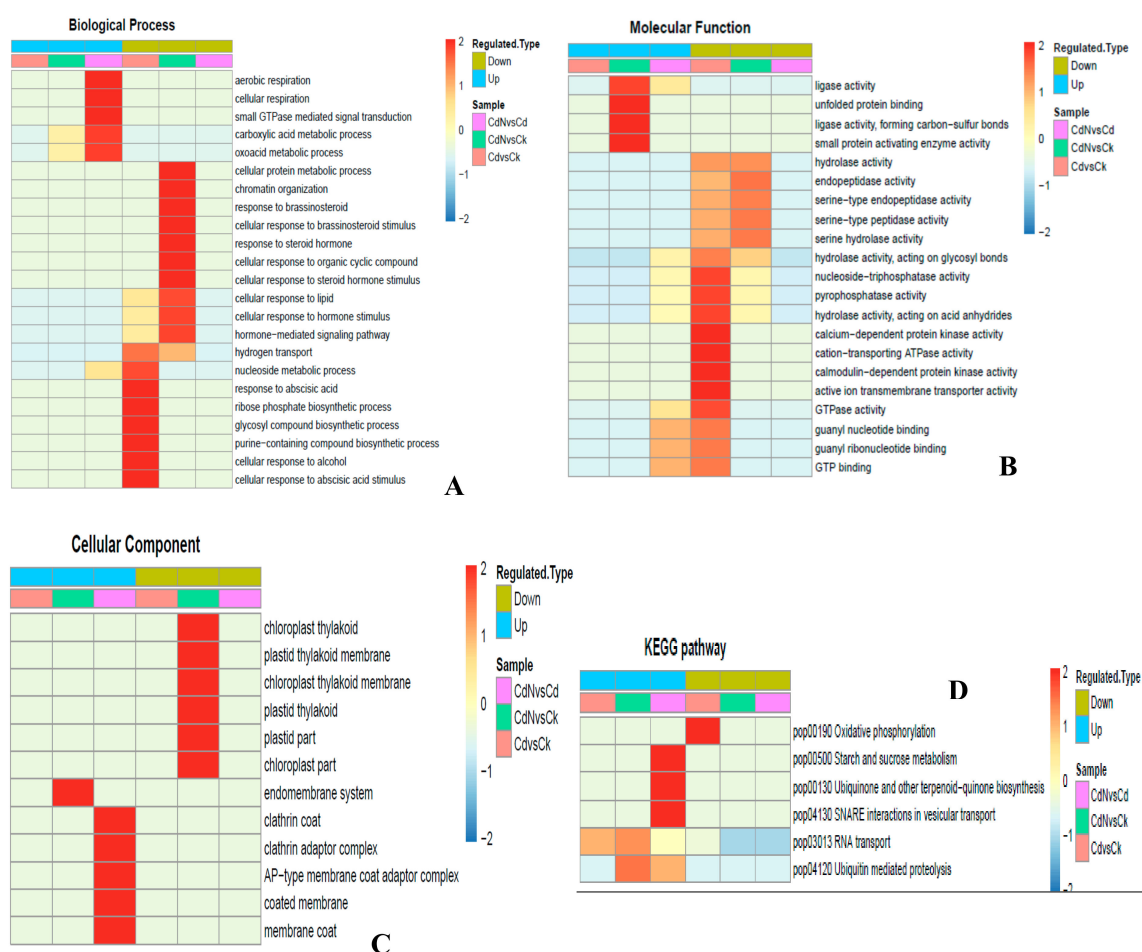 Biological Process
2
1
0
−1
−2
Regulated.Type
Down
Up
Sample
CdNvsCd
CdNvsCk
CdvsCk
aerobic respiration
cellular respiration
small GTPase mediated signal transduction
carboxylic acid metabolic process
oxoacid metabolic process
cellular protein metabolic process
chromatin organization
response to brassinosteroid
cellular response to brassinosteroid stimulus
response to steroid hormone
cellular response to organic cyclic compound
cellular response to steroid hormone stimulus
cellular response to lipid
cellular response to hormone stimulus
hormone−mediated signaling pathway
hydrogen transport
nucleoside metabolic process
response to abscisic acid
ribose phosphate biosynthetic process
glycosyl compound biosynthetic process
purine−containing compound biosynthetic process
cellular response to alcohol
cellular response to abscisic acid stimulus
A
Molecular Function
2
1
0
−1
−2
Regulated.Type
Down
Up
Sample
CdNvsCd
CdNvsCk
CdvsCk
ligase activity
unfolded protein binding
ligase activity, forming carbon−sulfur bonds
small protein activating enzyme activity
hydrolase activity
endopeptidase activity
serine−type endopeptidase activity
serine−type peptidase activity
serine hydrolase activity
hydrolase activity, acting on glycosyl bonds
nucleoside−triphosphatase activity
pyrophosphatase activity
hydrolase activity, acting on acid anhydrides
calcium−dependent protein kinase activity
cation−transporting ATPase activity
calmodulin−dependent protein kinase activity
active ion transmembrane transporter activity
GTPase activity
guanyl nucleotide binding
guanyl ribonucleotide binding
GTP binding
B
Cellular Component
2
1
0
−1
−2
Regulated.Type
Down
Up
Sample
CdNvsCd
CdNvsCk
CdvsCk
chloroplast thylakoid
plastid thylakoid membrane
chloroplast thylakoid membrane
plastid thylakoid
plastid part
chloroplast part
endomembrane system
clathrin coat
clathrin adaptor complex
AP−type membrane coat adaptor complex
coated membrane
membrane coat
C
KEGG pathway
D
2
1
0
−1
−2
Regulated.Type
Down
Up
Sample
CdNvsCd
CdNvsCk
CdvsCk
pop00190 Oxidative phosphorylation
pop00500 Starch and sucrose metabolism
pop00130 Ubiquinone and other terpenoid−quinone biosynthesis
pop04130 SNARE interactions in vesicular transport
pop03013 RNA transport
pop04120 Ubiquitin mediated proteolysis